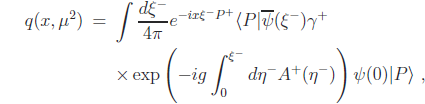 q(x, μ²) = ∫ dξ⁻/4π e^{−ixξ⁻P+} ⟨P|ψ̅(ξ⁻)γ⁺
× exp ( −ig ∫₀^{ξ⁻} dη⁻A⁺(η⁻) ) ψ(0)|P⟩ ,